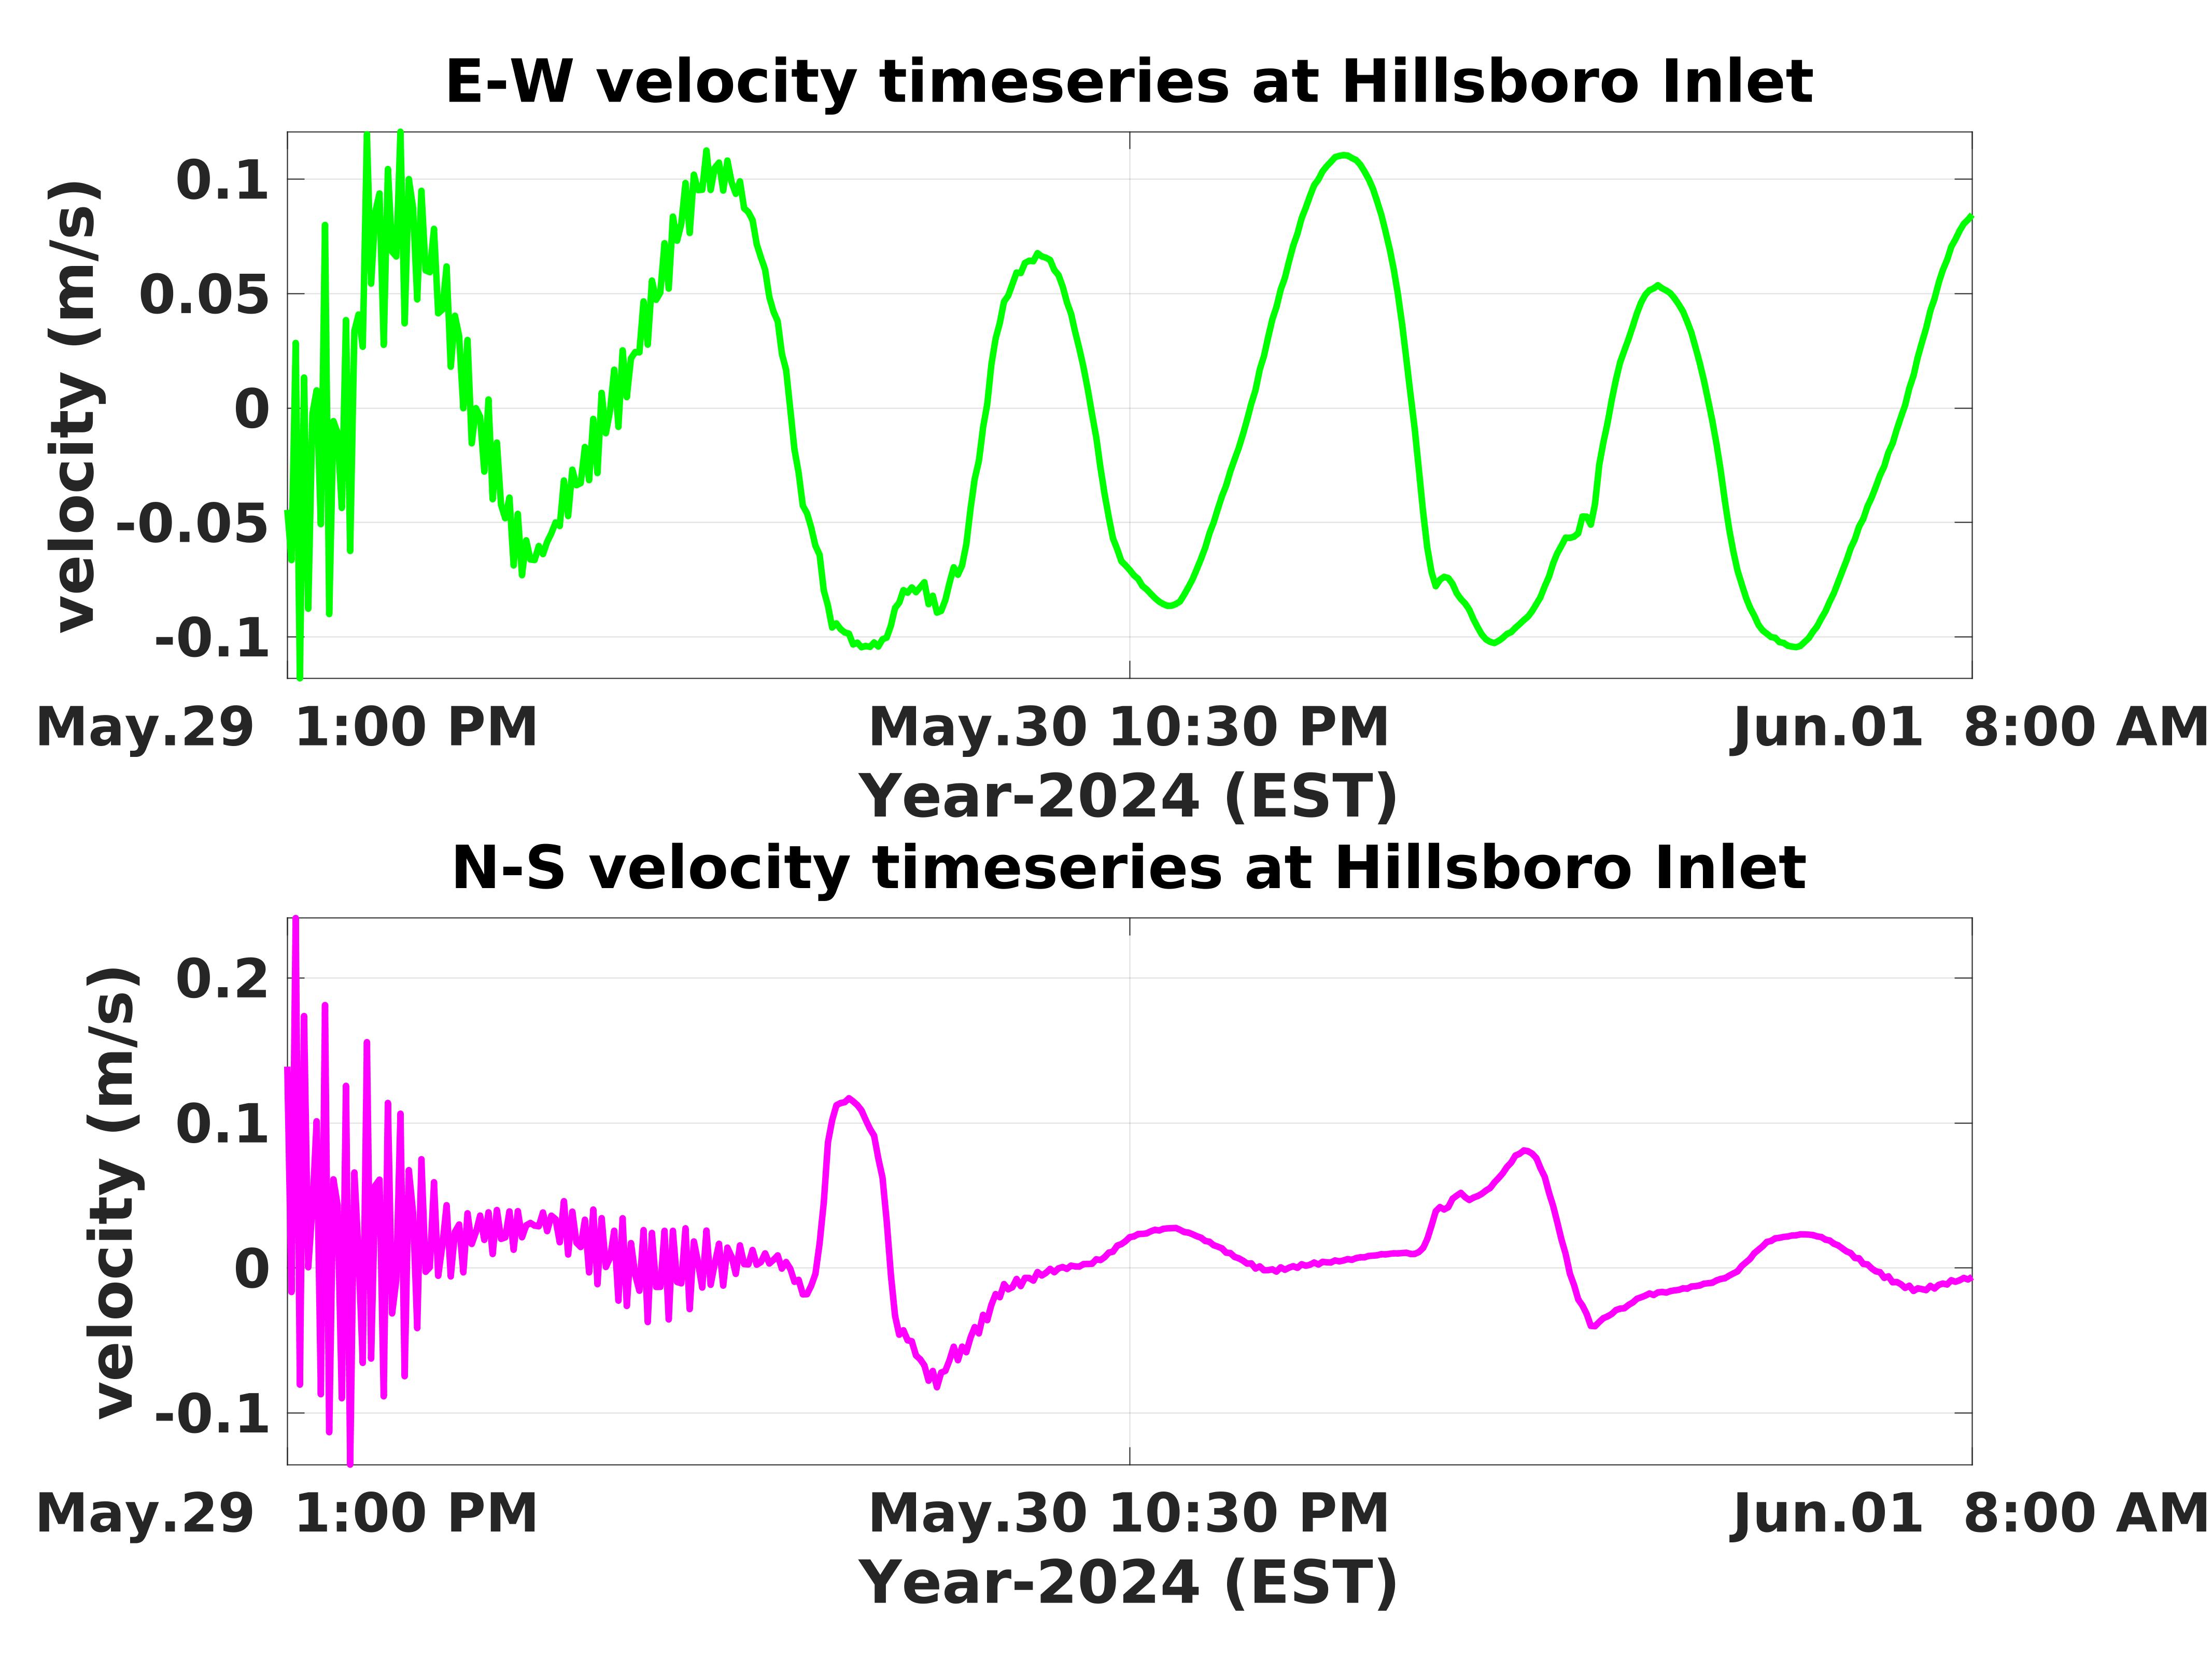 E-W velocity timeseries at Hillsboro Inlet
velocity (m/s)
0.1
0.05
0
-0.05
-0.1
May.29 1:00 PM May.30 10:30 PM Jun.01 8:00 AM
Year-2024 (EST)
N-S velocity timeseries at Hillsboro Inlet
velocity (m/s)
0.2
0.1
0
-0.1
May.29 1:00 PM May.30 10:30 PM Jun.01 8:00 AM
Year-2024 (EST)